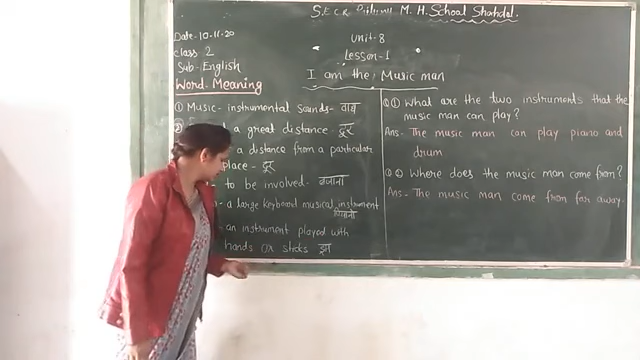 S.E.C.R. M. H. School Shahdol.
Date- 10-11-20
Unit-8
Class- 2
Lesson-1
Sub- English
I am the Music man
Word-Meaning
① Music- instrumental sounds- वाद्य
② a great distance- दूर
a distance from a particular
place- दूर
to be involved- बजाना
- a large keyboard musical instrument
पियानो
an instrument played with
hands or sticks ड्रम
Q① What are the two instruments that the
music man can play?
Ans- The music man can play piano and
drum
Q② Where does the music man come from?
Ans- The music man come from far away.